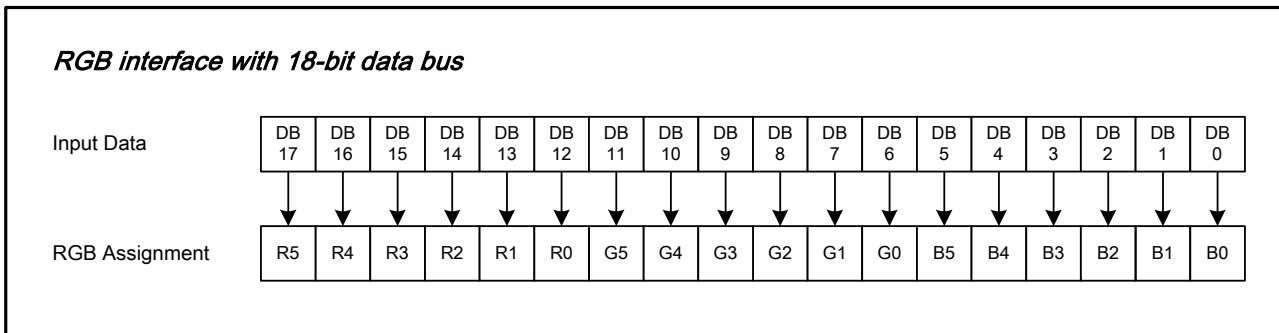 RGB interface with 18-bit data bus
Input Data DB 17 DB 16 DB 15 DB 14 DB 13 DB 12 DB 11 DB 10 DB 9 DB 8 DB 7 DB 6 DB 5 DB 4 DB 3 DB 2 DB 1 DB 0
RGB Assignment R5 R4 R3 R2 R1 R0 G5 G4 G3 G2 G1 G0 B5 B4 B3 B2 B1 B0